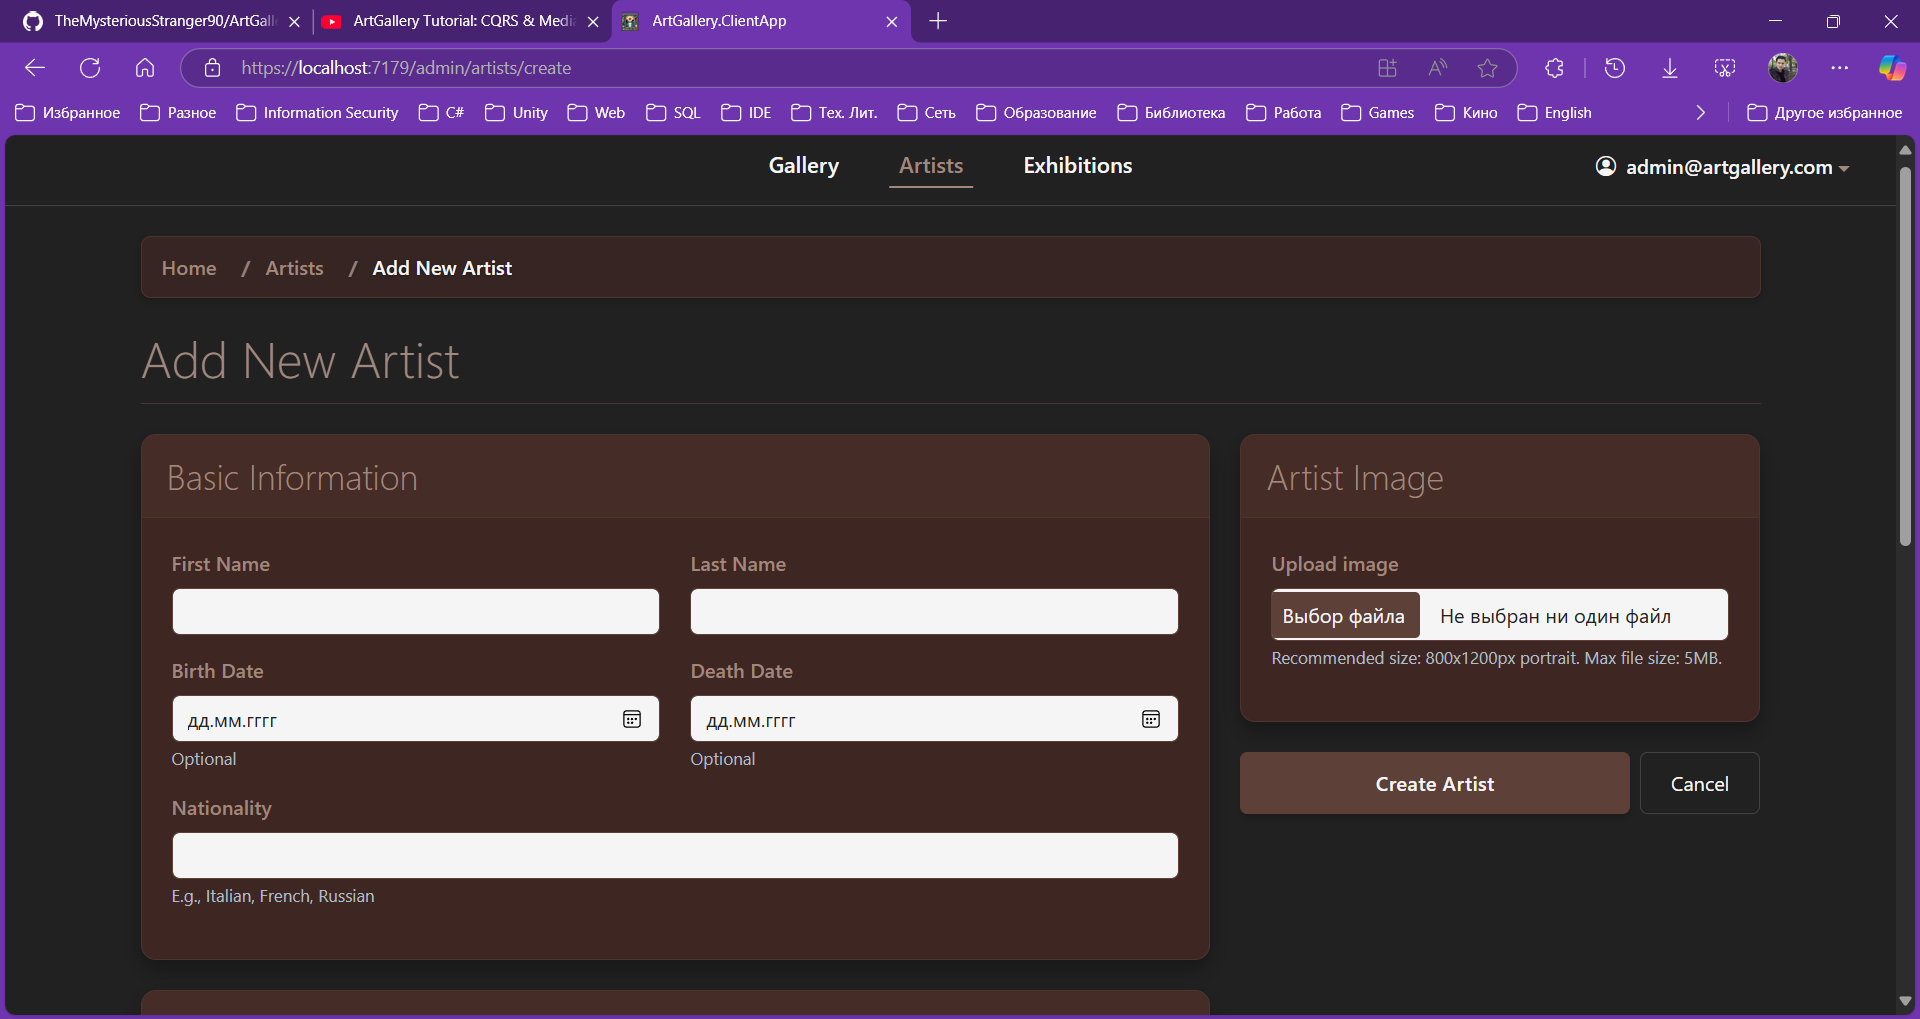 TheMysteriousStranger90/ArtGall
ArtGallery Tutorial: CQRS & Media
ArtGallery.ClientApp
https://localhost:7179/admin/artists/create
Избранное
Разное
Information Security
C#
Unity
Web
SQL
IDE
Тех. Лит.
Сеть
Образование
Библиотека
Работа
Games
Кино
English
Другое избранное
Gallery
Artists
Exhibitions
admin@artgallery.com
Home / Artists / Add New Artist
Add New Artist
Basic Information
First Name
Last Name
Birth Date
Death Date
дд.мм.гггг
дд.мм.гггг
Optional
Optional
Nationality
E.g., Italian, French, Russian
Artist Image
Upload image
Выбор файла
Не выбран ни один файл
Recommended size: 800x1200px portrait. Max file size: 5MB.
Create Artist
Cancel